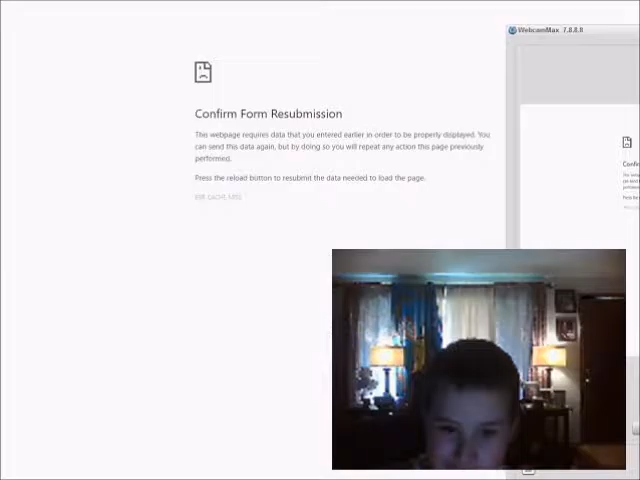 WebcamMax 7.8.8.8
Confirm Form Resubmission
This webpage requires data that you entered earlier in order to be properly displayed. You
can send this data again, but by doing so you will repeat any action this page previously
performed.
Press the reload button to resubmit the data needed to load the page.
ERR_CACHE_MISS